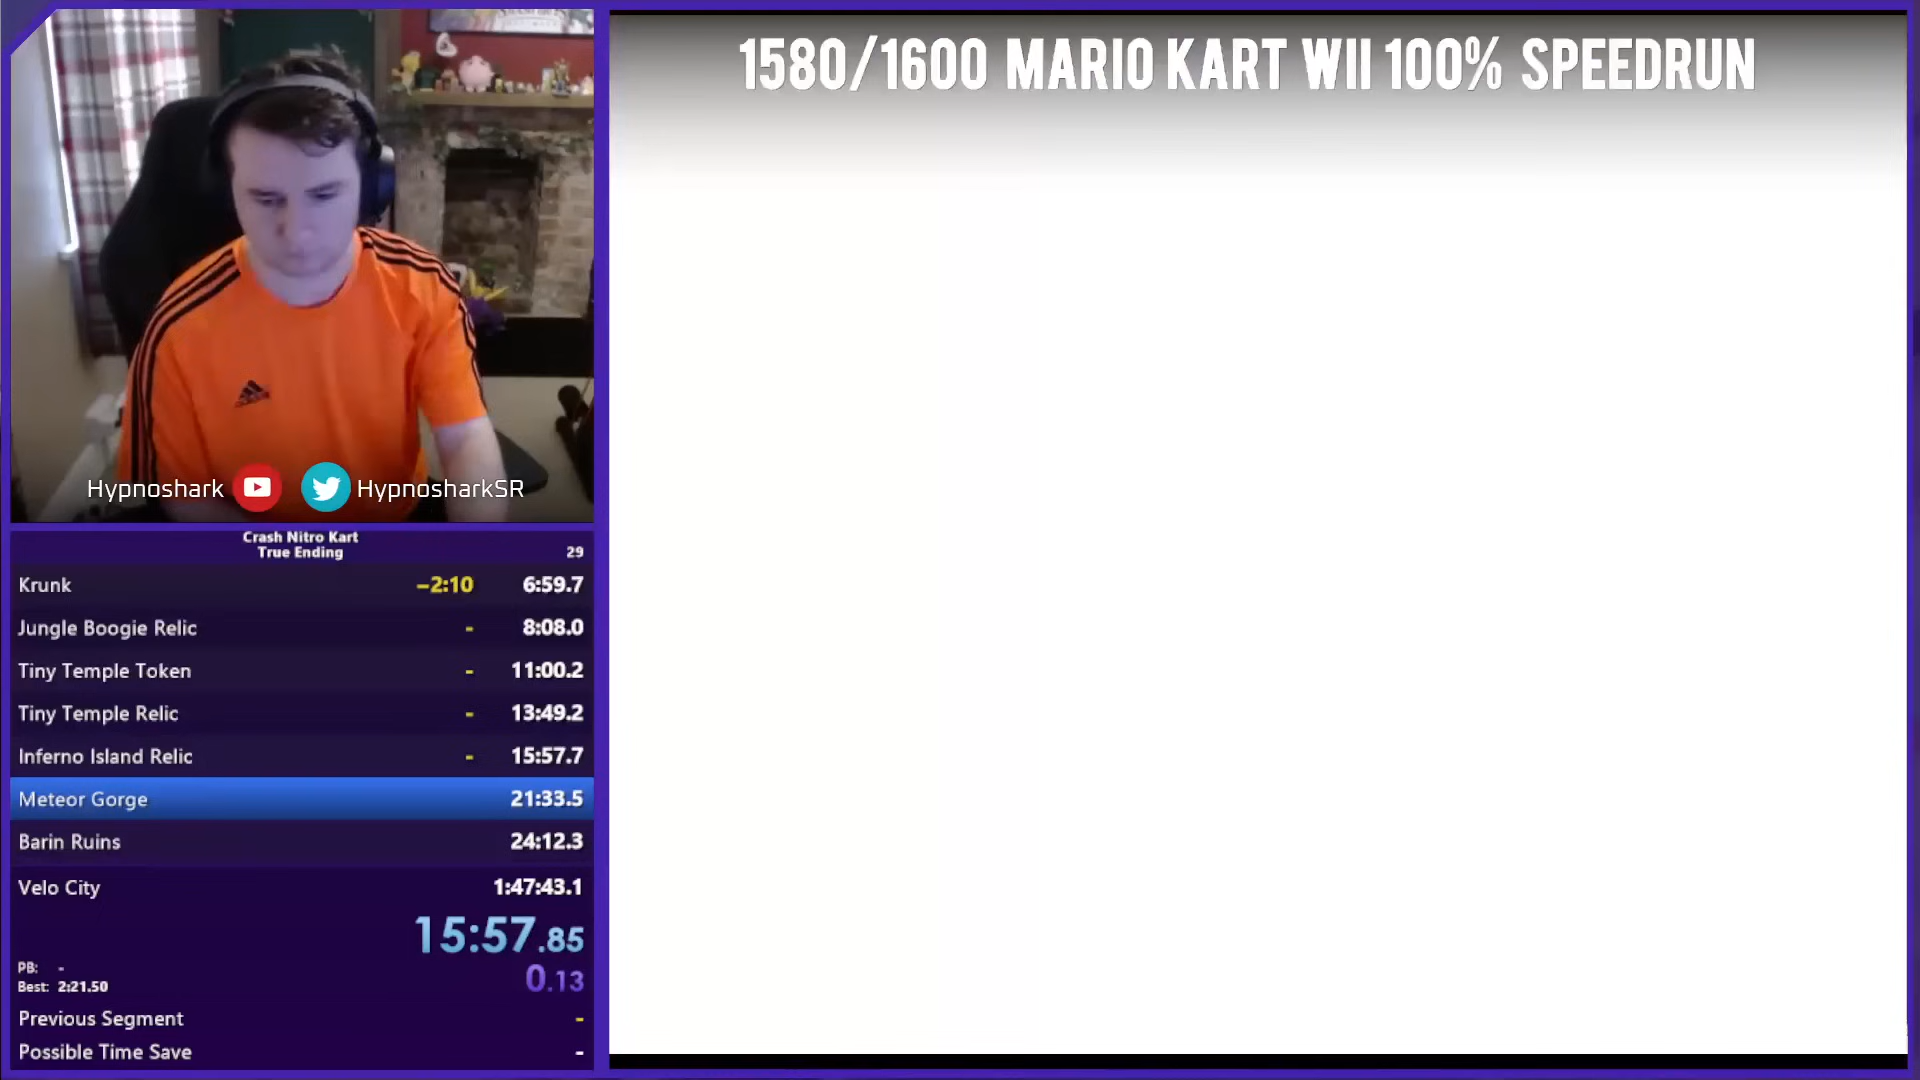 1580/1600 MARIO KART WII 100% SPEEDRUN
Hypnoshark HypnosharkSR
Crash Nitro Kart
True Ending 29
Krunk −2:10 6:59.7
Jungle Boogie Relic - 8:08.0
Tiny Temple Token - 11:00.2
Tiny Temple Relic - 13:49.2
Inferno Island Relic - 15:57.7
Meteor Gorge 21:33.5
Barin Ruins 24:12.3
Velo City 1:47:43.1
15:57.85
PB: -
0.13
Best: 2:21.50
Previous Segment -
Possible Time Save -